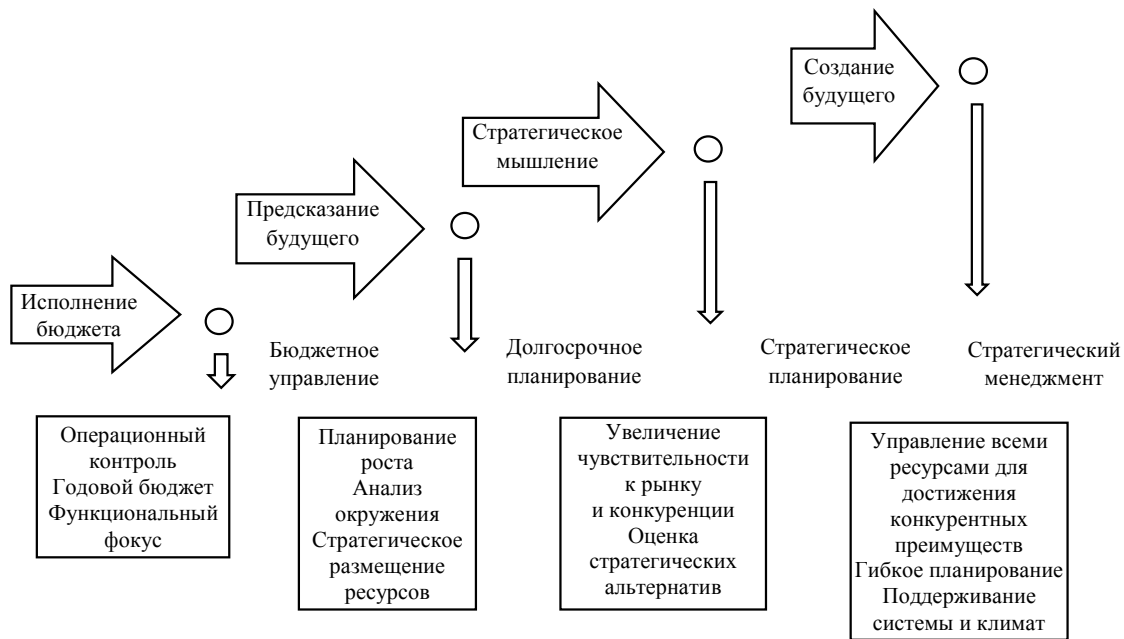 Создание
будущего
Стратегическое
мышление
Предсказание
будущего
Исполнение
бюджета
Бюджетное
управление
Долгосрочное
планирование
Стратегическое
планирование
Стратегический
менеджмент
Операционный
контроль
Годовой бюджет
Функциональный
фокус
Планирование
роста
Анализ
окружения
Стратегическое
размещение
ресурсов
Увеличение
чувствительности
к рынку
и конкуренции
Оценка
стратегических
альтернатив
Управление всеми
ресурсами для
достижения
конкурентных
преимуществ
Гибкое планирование
Поддерживание
системы и климат